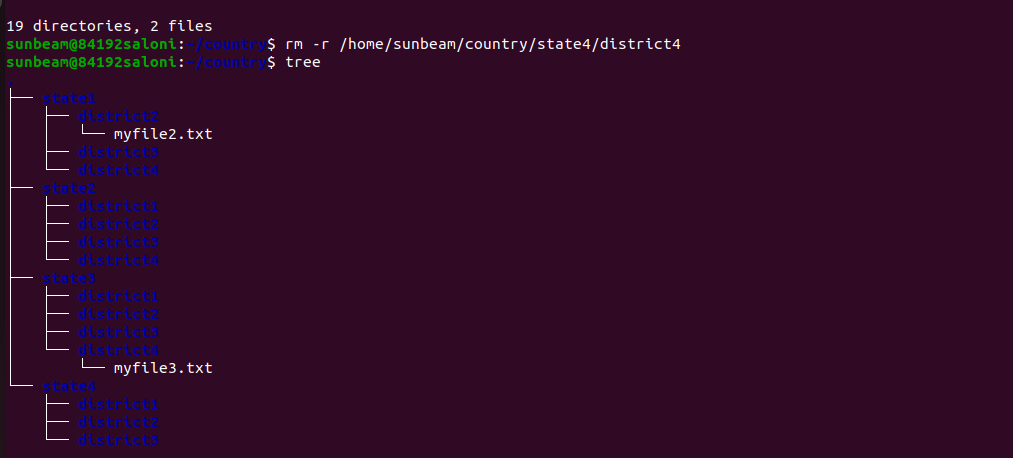 19 directories, 2 files
sunbeam@84192saloni:~/country$ rm -r /home/sunbeam/country/state4/district4
sunbeam@84192saloni:~/country$ tree
.
├── state1
│   ├── district2
│   │   └── myfile2.txt
│   ├── district3
│   └── district4
├── state2
│   ├── district1
│   ├── district2
│   ├── district3
│   └── district4
├── state3
│   ├── district1
│   ├── district2
│   ├── district3
│   └── district4
│       └── myfile3.txt
└── state4
    ├── district1
    ├── district2
    └── district3